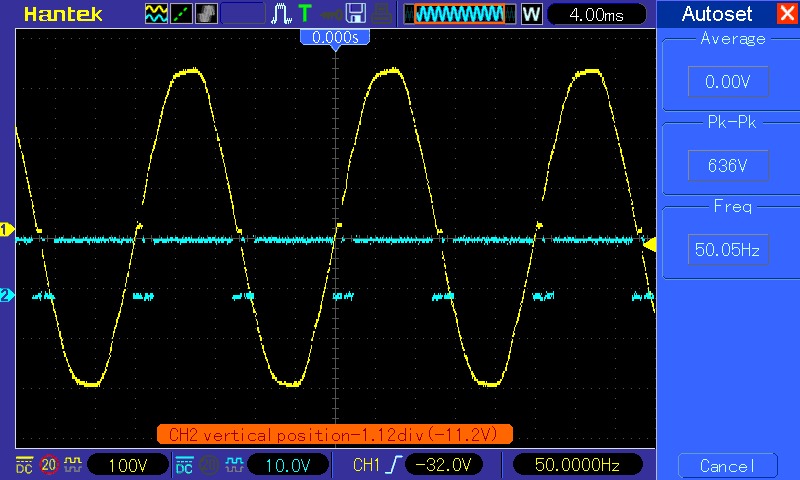 Hantek T W 4.00ms Autoset
0.000s
Average
0.00V
Pk-Pk
636V
Freq
50.05Hz
1
2
CH2 vertical position-1.12div(-11.2V)
DC 20 100V DC 10.0V CH1 -32.0V 50.0000Hz
Cancel